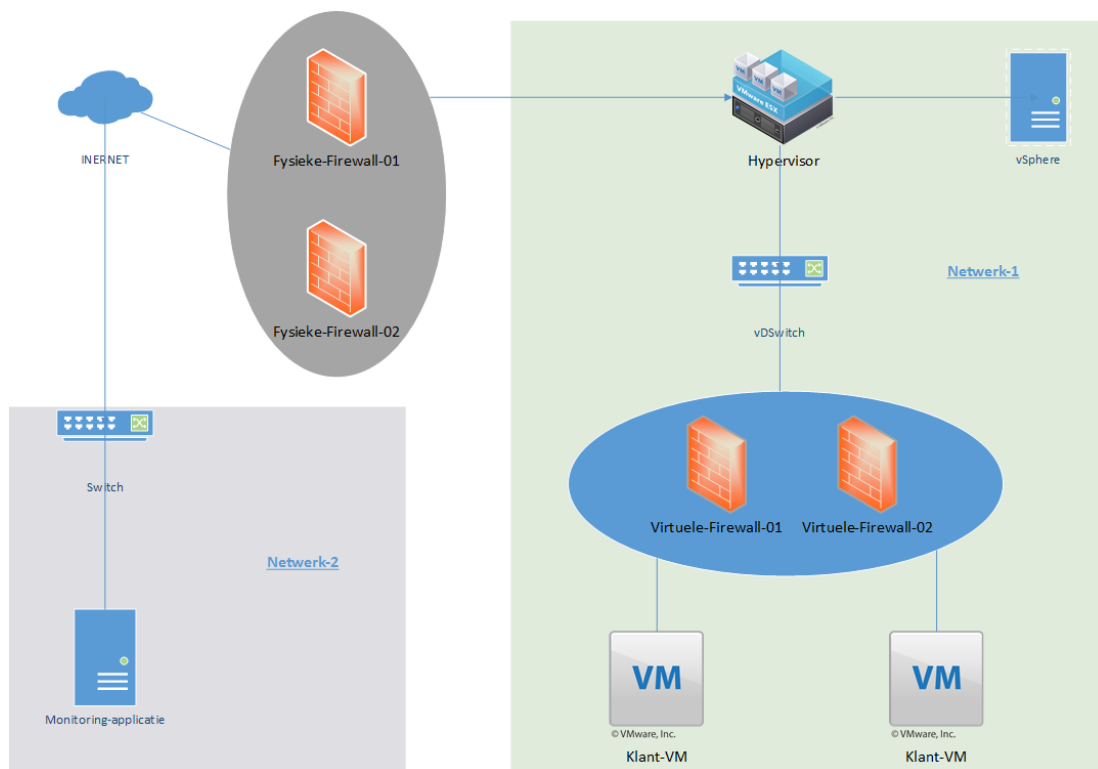 INERNET
Fysieke-Firewall-01
Fysieke-Firewall-02
VM
VM
VM
VMware ESX
Hypervisor
vSphere
Netwerk-1
vDSwitch
Switch
Netwerk-2
Monitoring-applicatie
Virtuele-Firewall-01
Virtuele-Firewall-02
VM
© VMware, Inc.
Klant-VM
VM
© VMware, Inc.
Klant-VM